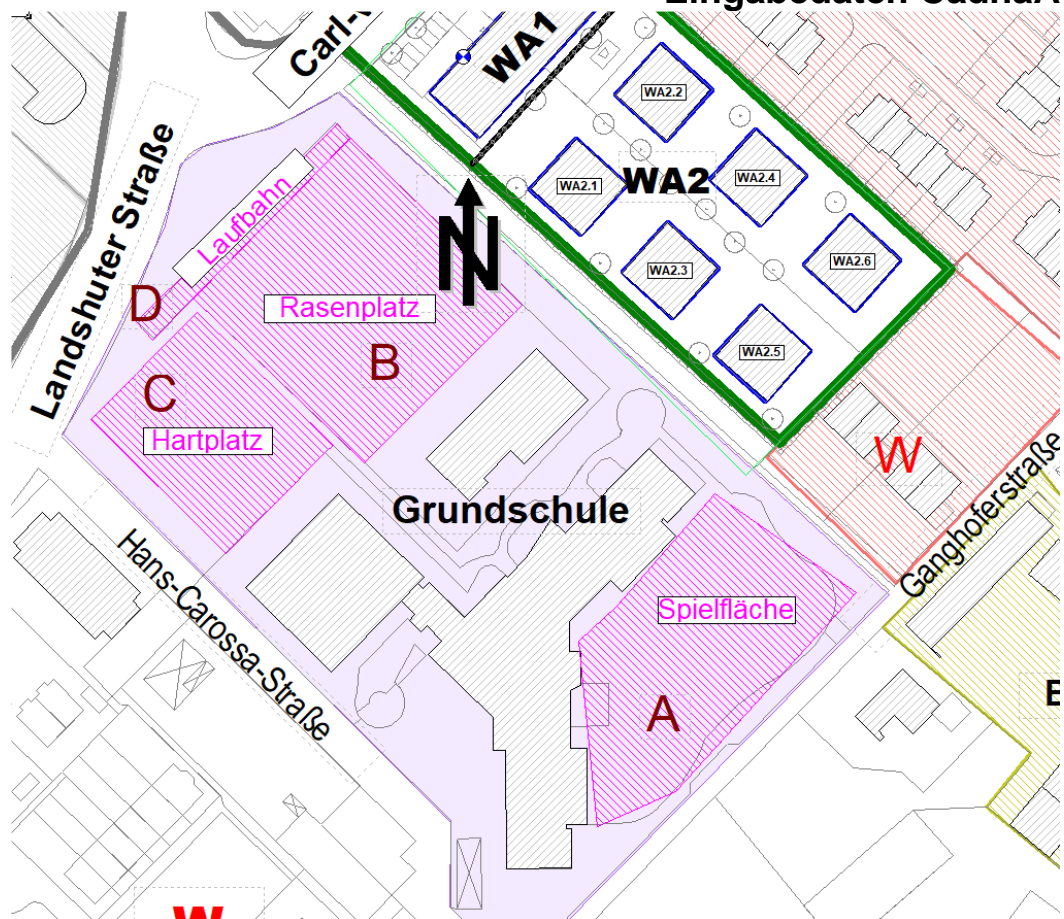 Carl-
WA1
WA2.2
WA2.1
WA2
WA2.4
WA2.3
WA2.6
WA2.5
Landshuter Straße
Laufbahn
N
D
Rasenplatz
B
C
Hartplatz
W
Ganghoferstraße
Grundschule
Hans-Carossa-Straße
Spielfläche
A
W